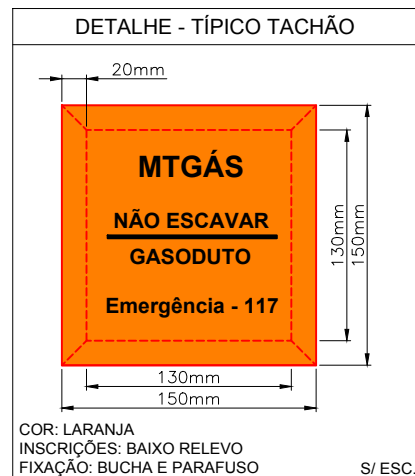 DETALHE - TÍPICO TACHÃO
20mm
MTGÁS
NÃO ESCAVAR
GASODUTO
Emergência - 117
130mm
150mm
130mm
150mm
COR: LARANJA
INSCRIÇÕES: BAIXO RELEVO
FIXAÇÃO: BUCHA E PARAFUSO S/ ESC.